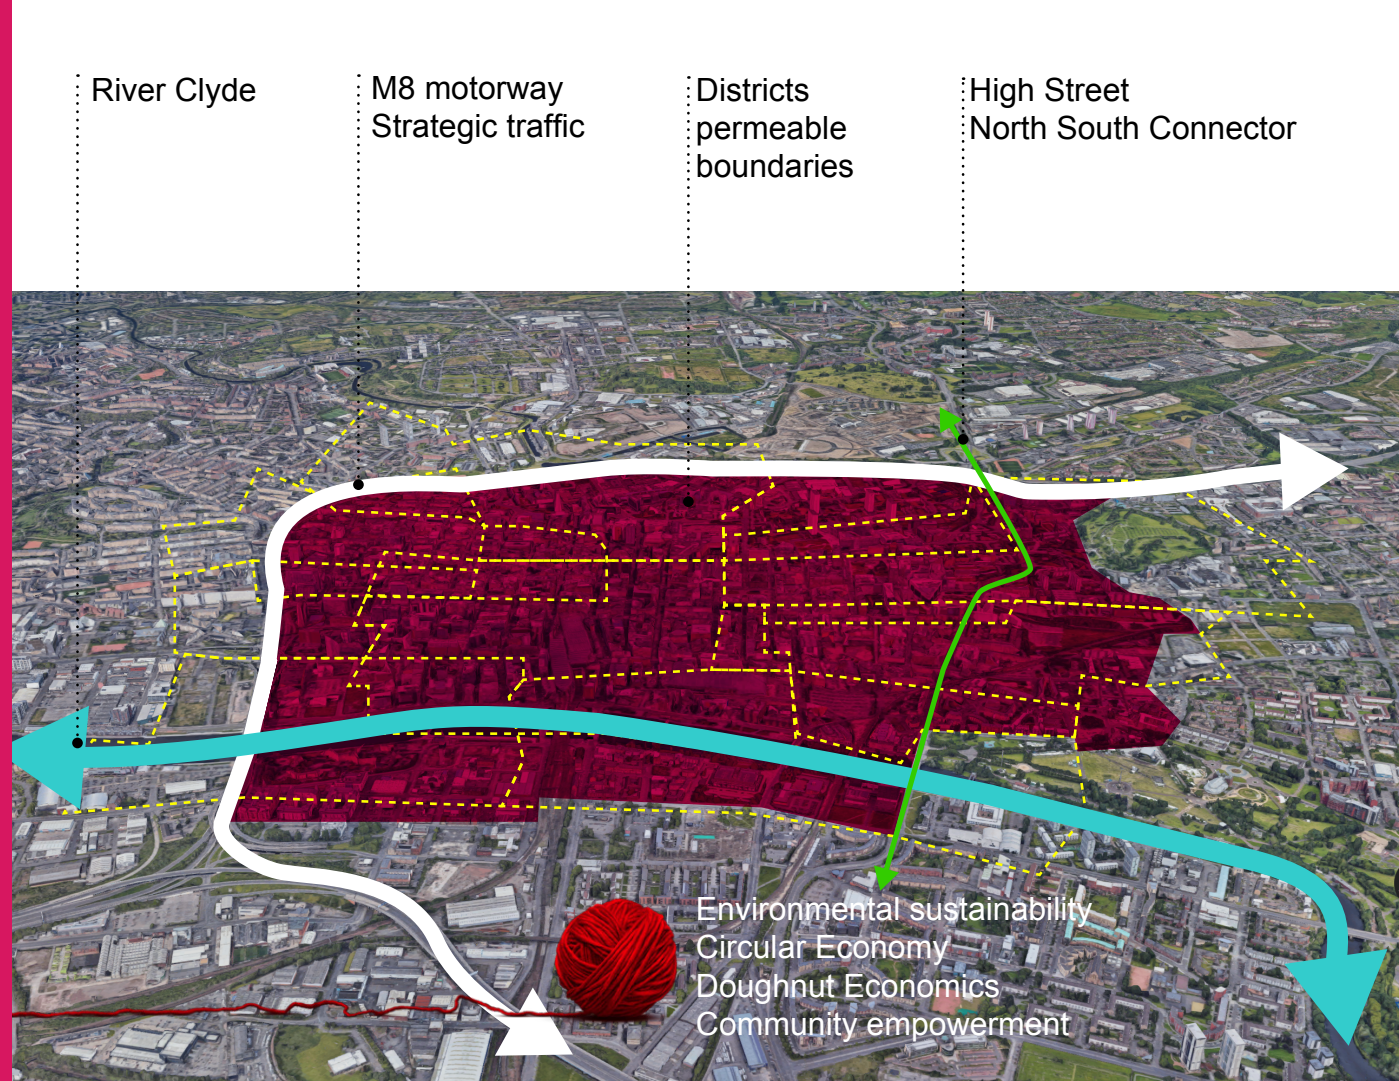 River Clyde
M8 motorway
Strategic traffic
Districts
permeable
boundaries
High Street
North South Connector
Environmental sustainability
Circular Economy
Doughnut Economics
Community empowerment